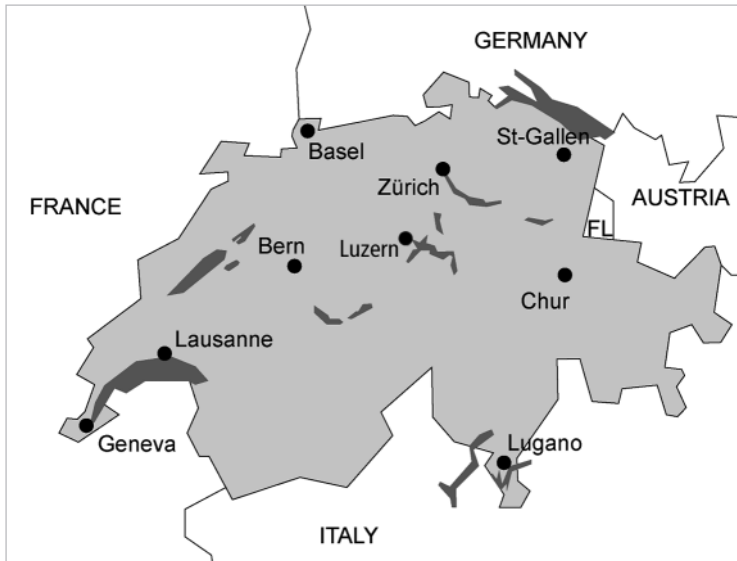 GERMANY
St-Gallen
Basel
Zürich
AUSTRIA
FRANCE
FL
Bern
Luzern
Chur
Lausanne
Geneva
Lugano
ITALY